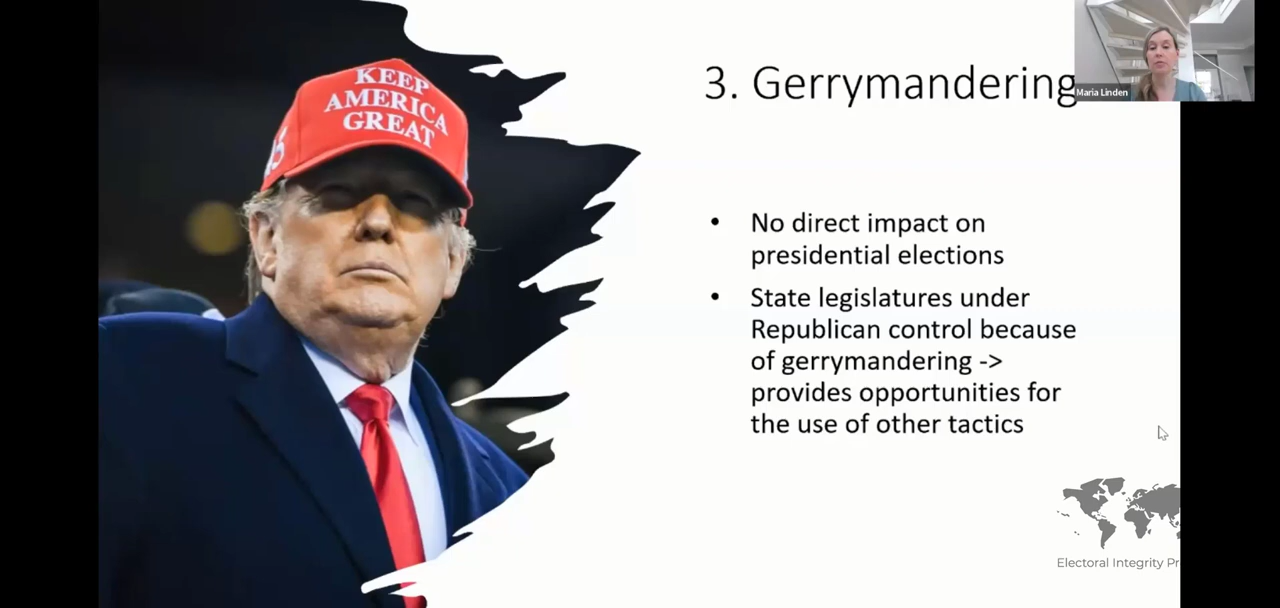 KEEP
AMERICA
GREAT
45
3. Gerrymandering
Maria Linden
• No direct impact on
presidential elections
• State legislatures under
Republican control because
of gerrymandering ->
provides opportunities for
the use of other tactics
Electoral Integrity Pr